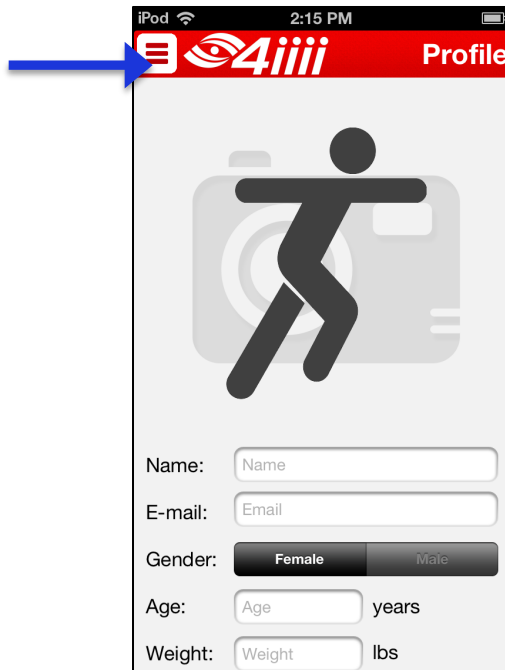 iPod 2:15 PM
4iiii Profile
Name: Name
E-mail: Email
Gender: Female Male
Age: Age years
Weight: Weight lbs